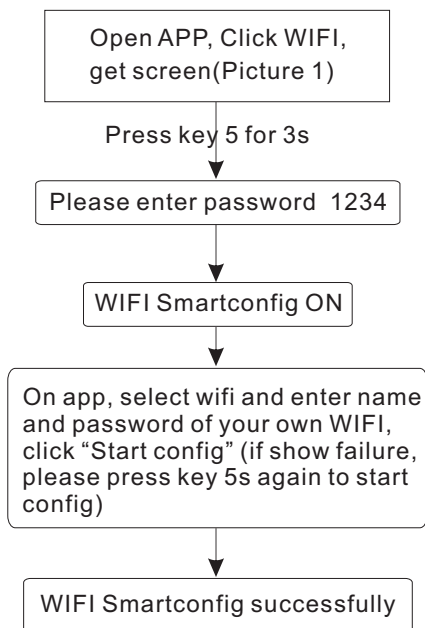 Open APP, Click WIFI,
get screen(Picture 1)
Press key 5 for 3s
Please enter password 1234
WIFI Smartconfig ON
On app, select wifi and enter name
and password of your own WIFI,
click “Start config” (if show failure,
please press key 5s again to start
config)
WIFI Smartconfig successfully